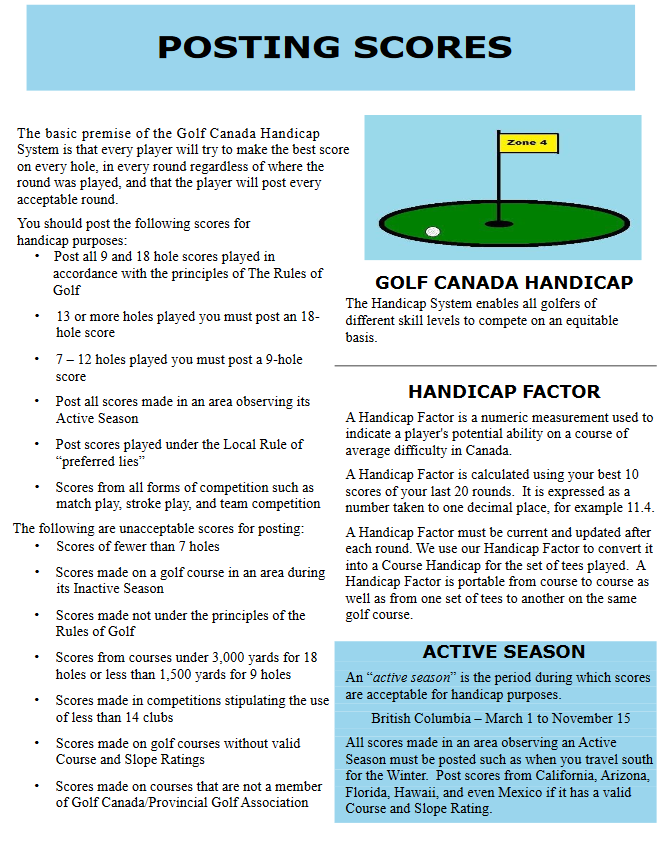 POSTING SCORES
The basic premise of the Golf Canada Handicap
System is that every player will try to make the best score
on every hole, in every round regardless of where the
round was played, and that the player will post every
acceptable round.
You should post the following scores for
handicap purposes:
• Post all 9 and 18 hole scores played in
accordance with the principles of The Rules of
Golf
• 13 or more holes played you must post an 18-
hole score
• 7 – 12 holes played you must post a 9-hole
score
• Post all scores made in an area observing its
Active Season
• Post scores played under the Local Rule of
“preferred lies”
• Scores from all forms of competition such as
match play, stroke play, and team competition
The following are unacceptable scores for posting:
• Scores of fewer than 7 holes
• Scores made on a golf course in an area during
its Inactive Season
• Scores made not under the principles of the
Rules of Golf
• Scores from courses under 3,000 yards for 18
holes or less than 1,500 yards for 9 holes
• Scores made in competitions stipulating the use
of less than 14 clubs
• Scores made on golf courses without valid
Course and Slope Ratings
• Scores made on courses that are not a member
of Golf Canada/Provincial Golf Association
Zone 4
GOLF CANADA HANDICAP
The Handicap System enables all golfers of
different skill levels to compete on an equitable
basis.
HANDICAP FACTOR
A Handicap Factor is a numeric measurement used to
indicate a player's potential ability on a course of
average difficulty in Canada.
A Handicap Factor is calculated using your best 10
scores of your last 20 rounds. It is expressed as a
number taken to one decimal place, for example 11.4.
A Handicap Factor must be current and updated after
each round. We use our Handicap Factor to convert it
into a Course Handicap for the set of tees played. A
Handicap Factor is portable from course to course as
well as from one set of tees to another on the same
golf course.
ACTIVE SEASON
An “active season” is the period during which scores
are acceptable for handicap purposes.
British Columbia – March 1 to November 15
All scores made in an area observing an Active
Season must be posted such as when you travel south
for the Winter. Post scores from California, Arizona,
Florida, Hawaii, and even Mexico if it has a valid
Course and Slope Rating.